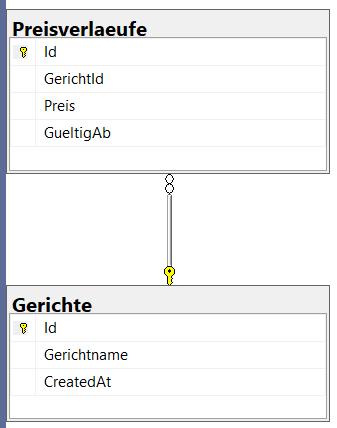 Preisverlaeufe
Id
GerichtId
Preis
GueltigAb
Gerichte
Id
Gerichtname
CreatedAt